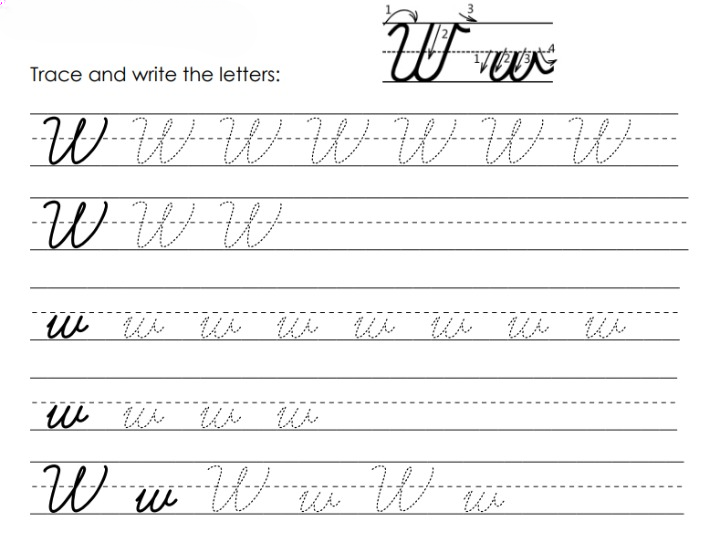 1 2 3 W 1 2 3 4 w
Trace and write the letters:
W W W W W W W
W W W
w w w w w w w w
w w w w
W w W w W w